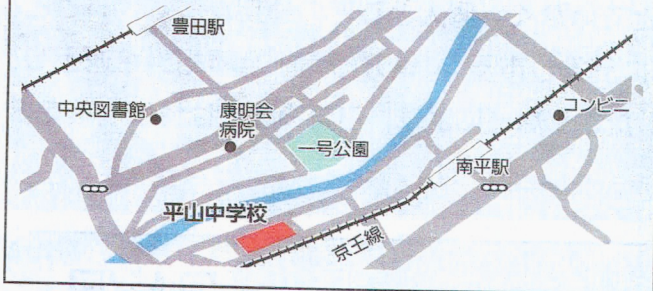 豊田駅
中央図書館
康明会
病院
一号公園
コンビニ
南平駅
平山中学校
京王線